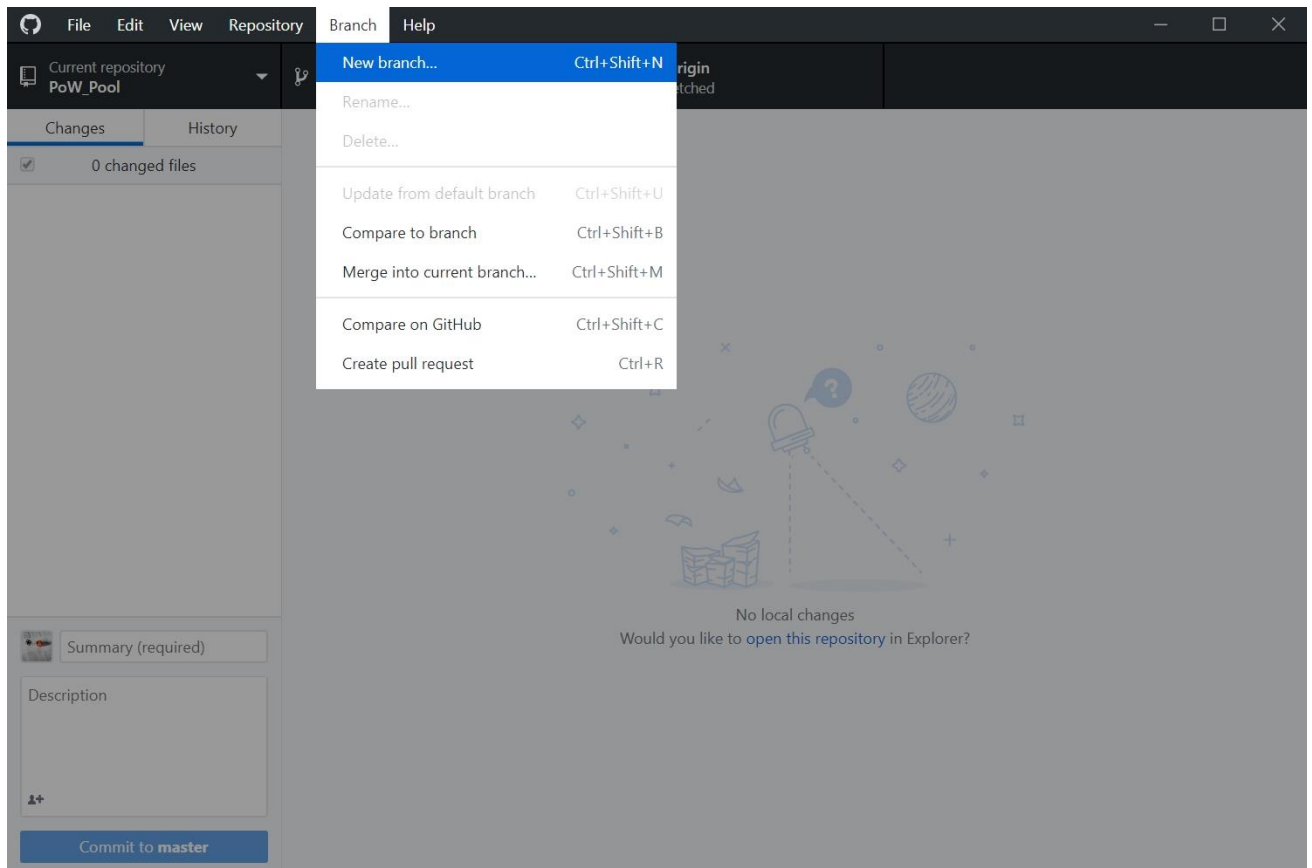 File Edit View Repository Branch Help
Current repository
PoW_Pool
New branch... Ctrl+Shift+N
Rename...
Delete...
Update from default branch Ctrl+Shift+U
Compare to branch Ctrl+Shift+B
Merge into current branch... Ctrl+Shift+M
Compare on GitHub Ctrl+Shift+C
Create pull request Ctrl+R
rigin
tched
Changes History
0 changed files
?
No local changes
Would you like to open this repository in Explorer?
Summary (required)
Description
Commit to master